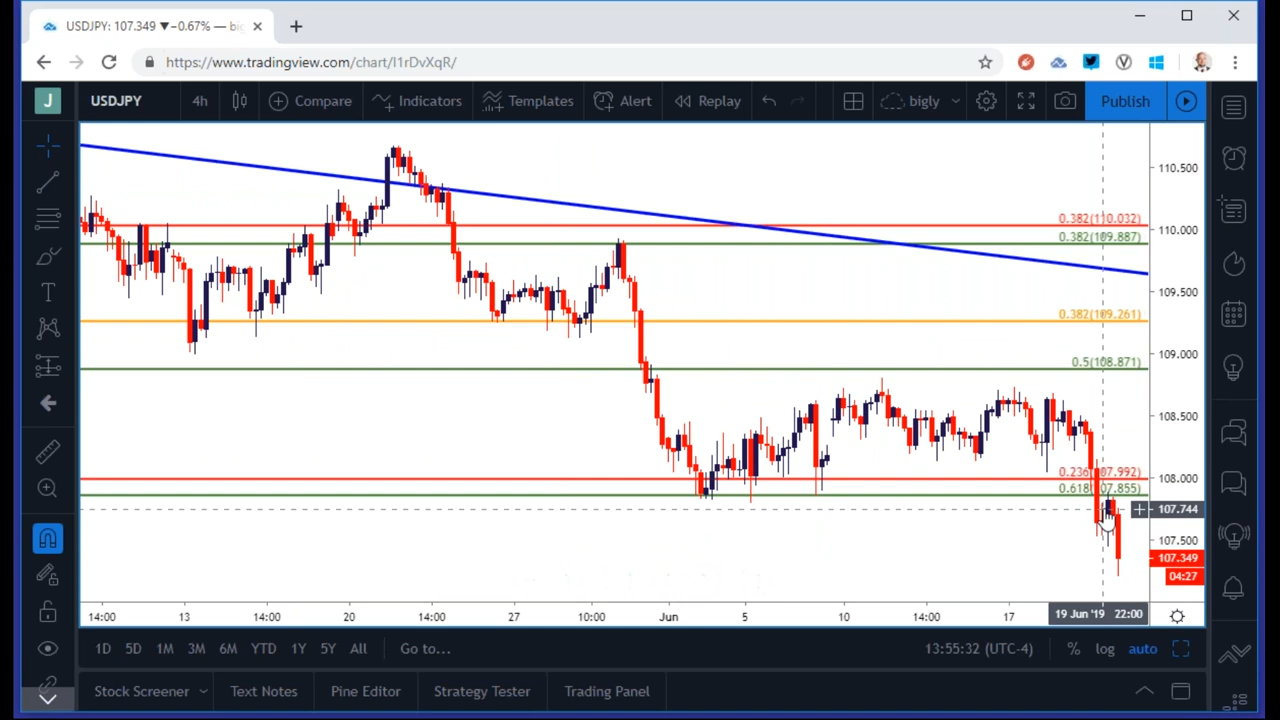 USDJPY: 107.349 ▼−0.67% — big
https://www.tradingview.com/chart/I1rDvXqR/
J USDJPY 4h Compare Indicators Templates Alert Replay bigly Publish
110.500
0.382(110.032)
110.000
0.382(109.887)
109.500
0.382(109.261)
109.000
0.5(108.871)
108.500
0.236(107.992)
108.000
0.618(107.855)
107.744
107.500
107.349
04:27
14:00 13 14:00 20 14:00 27 10:00 Jun 5 10 14:00 17 19 Jun '19 22:00
1D 5D 1M 3M 6M YTD 1Y 5Y All Go to... 13:55:32 (UTC-4) % log auto
Stock Screener Text Notes Pine Editor Strategy Tester Trading Panel